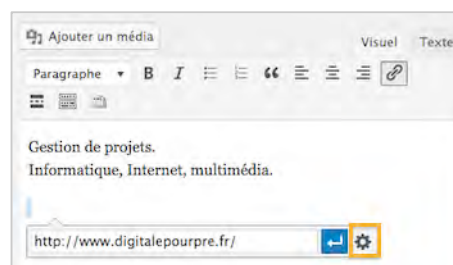 Ajouter un média
Visuel Texte
Paragraphe B I
Gestion de projets.
Informatique, Internet, multimédia.
http://www.digitalepourpre.fr/